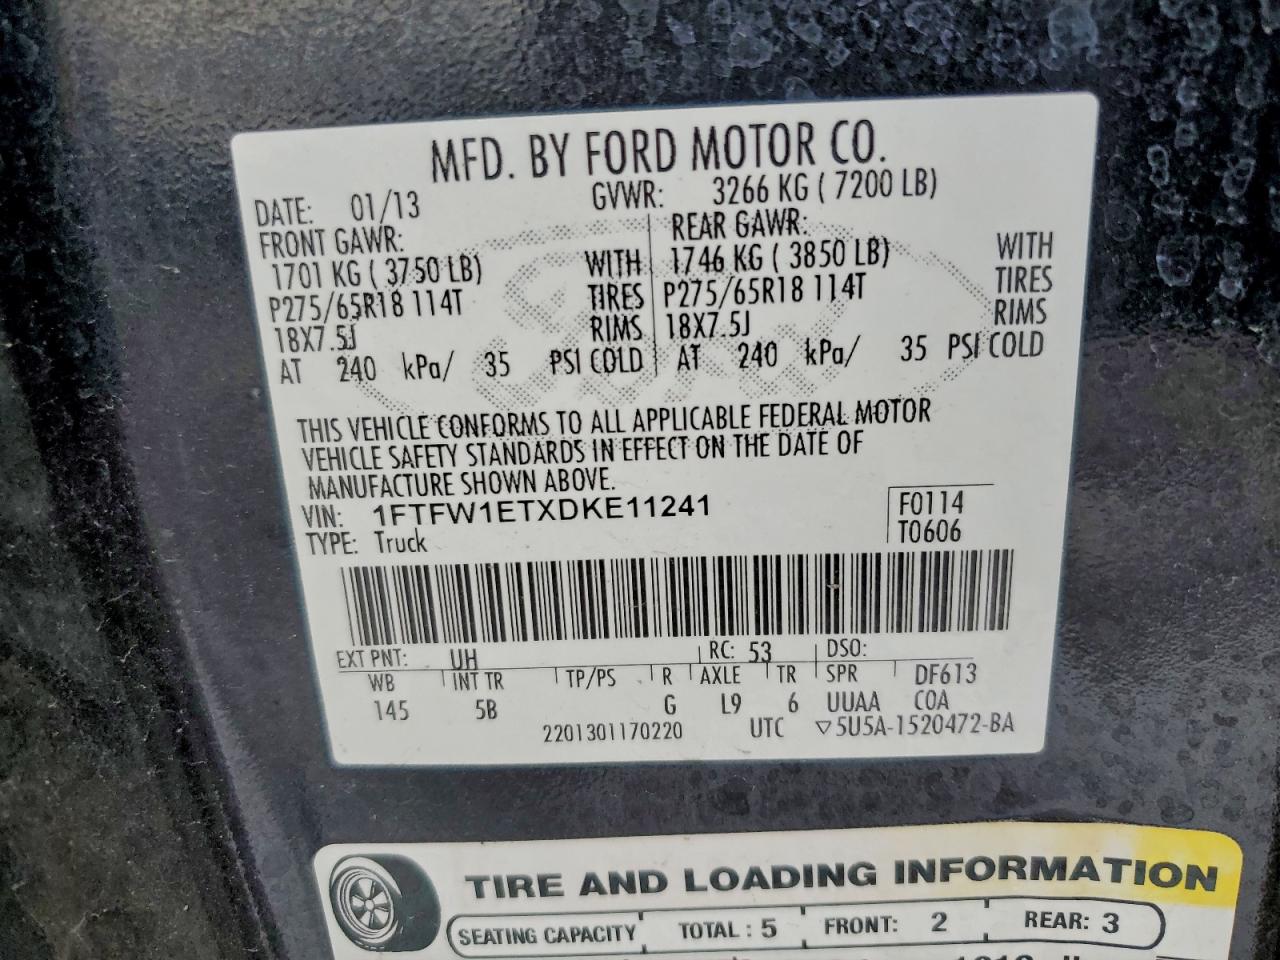 MFD. BY FORD MOTOR CO.
DATE: 01/13 GVWR: 3266 KG ( 7200 LB)
FRONT GAWR: REAR GAWR:
1701 KG ( 3750 LB) WITH 1746 KG ( 3850 LB) WITH
P275/65R18 114T TIRES P275/65R18 114T TIRES
18X7.5J RIMS 18X7.5J RIMS
AT 240 kPa/ 35 PSI COLD AT 240 kPa/ 35 PSI COLD
THIS VEHICLE CONFORMS TO ALL APPLICABLE FEDERAL MOTOR
VEHICLE SAFETY STANDARDS IN EFFECT ON THE DATE OF
MANUFACTURE SHOWN ABOVE.
VIN: 1FTFW1ETXDKE11241 F0114
TYPE: Truck T0606
EXT PNT: UH RC: 53 DSO:
WB INT TR TP/PS R AXLE TR SPR DF613
145 5B G L9 6 UUAA COA
2201301170220 UTC ▽5U5A-1520472-BA
TIRE AND LOADING INFORMATION
SEATING CAPACITY TOTAL : 5 FRONT: 2 REAR: 3